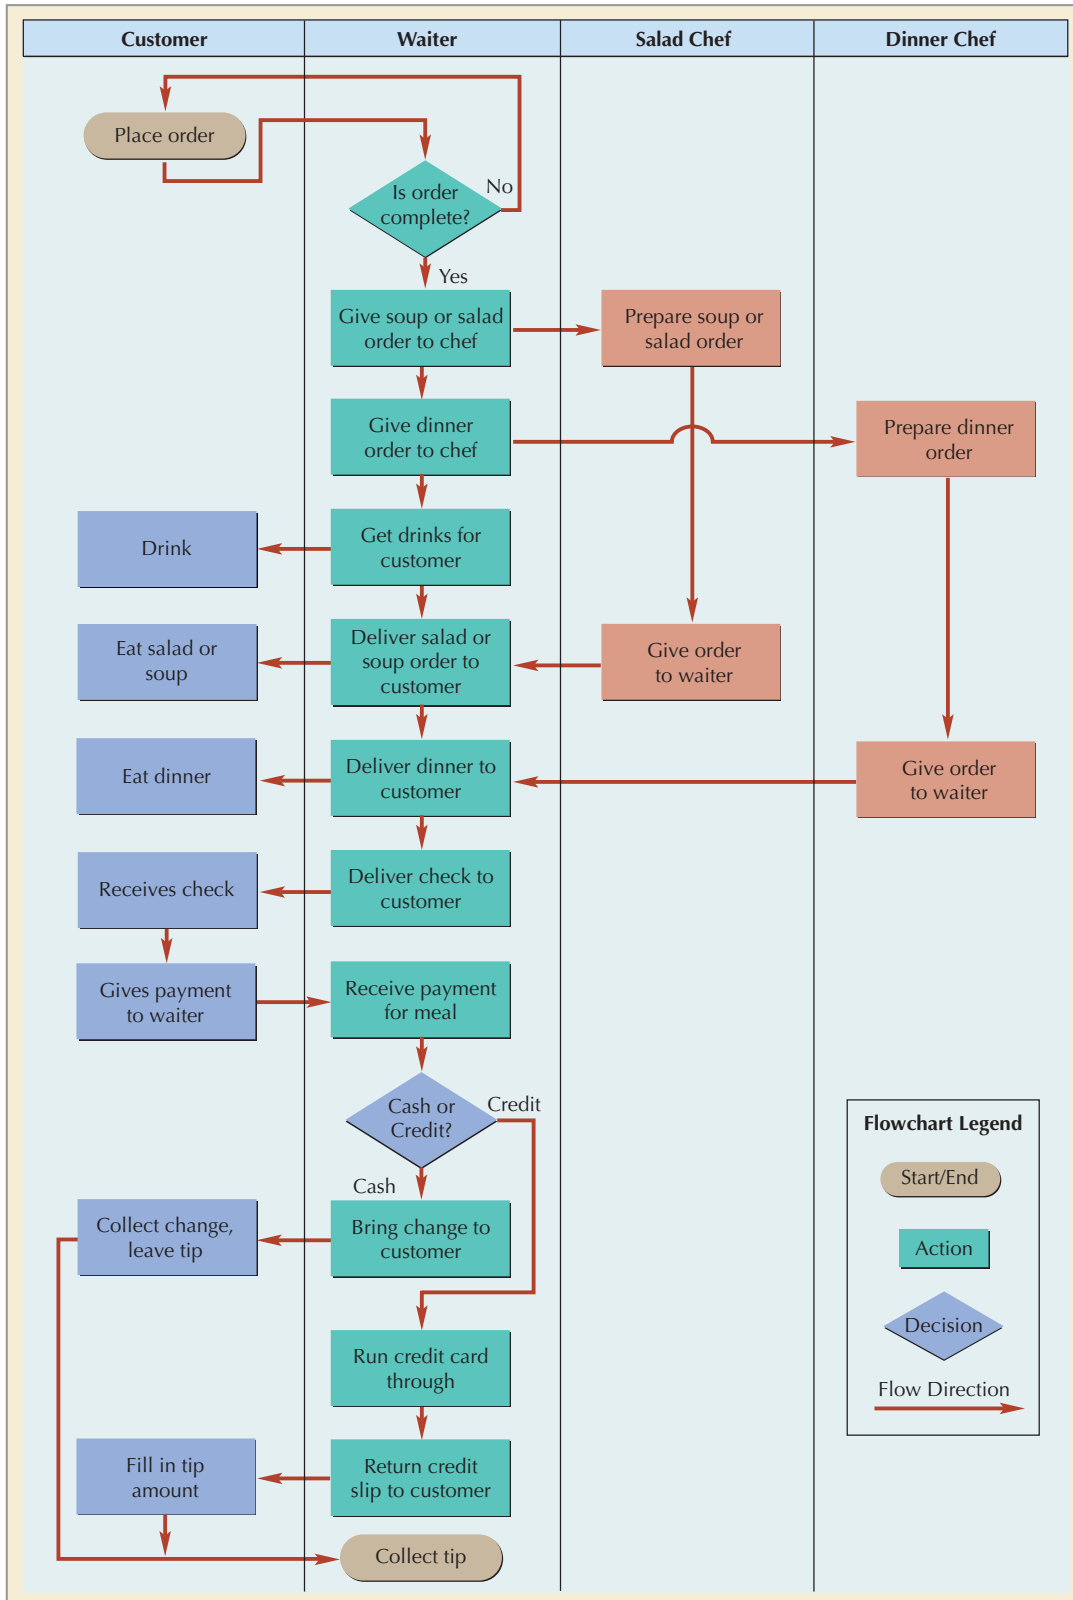 Customer
Waiter
Salad Chef
Dinner Chef
Place order
Is order
complete?
No
Yes
Give soup or salad
order to chef
Prepare soup or
salad order
Give dinner
order to chef
Prepare dinner
order
Drink
Get drinks for
customer
Eat salad or
soup
Deliver salad or
soup order to
customer
Give order
to waiter
Eat dinner
Deliver dinner to
customer
Give order
to waiter
Receives check
Deliver check to
customer
Gives payment
to waiter
Receive payment
for meal
Cash or
Credit?
Credit
Cash
Collect change,
leave tip
Bring change to
customer
Run credit card
through
Fill in tip
amount
Return credit
slip to customer
Collect tip
Flowchart Legend
Start/End
Action
Decision
Flow Direction